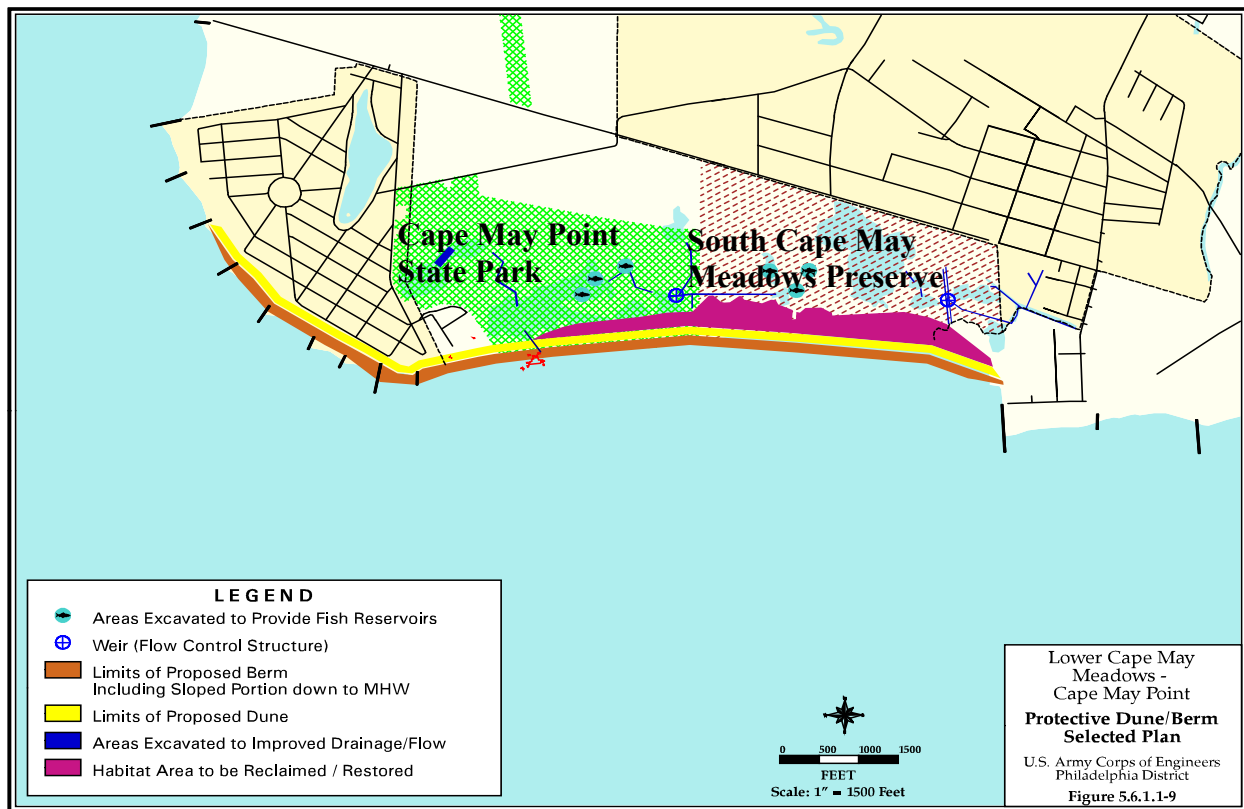 Cape May Point
State Park
South Cape May
Meadows Preserve
LEGEND
Areas Excavated to Provide Fish Reservoirs
Weir (Flow Control Structure)
Limits of Proposed Berm
Including Sloped Portion down to MHW
Limits of Proposed Dune
Areas Excavated to Improved Drainage/Flow
Habitat Area to be Reclaimed / Restored
0 500 1000 1500
FEET
Scale: 1" = 1500 Feet
Lower Cape May
Meadows -
Cape May Point
Protective Dune/Berm
Selected Plan
U.S. Army Corps of Engineers
Philadelphia District
Figure 5.6.1.1-9